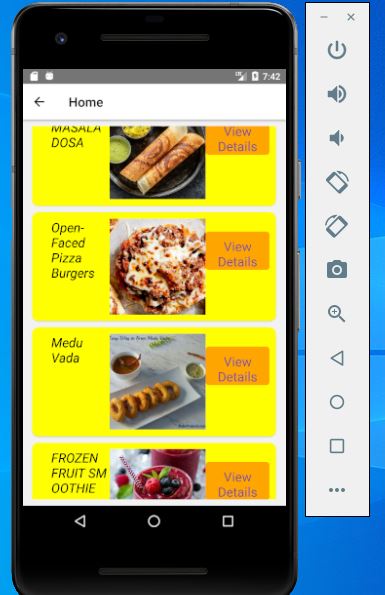 7:42
Home
MASALA
DOSA
View
Details
Open-
Faced
Pizza
Burgers
View
Details
Medu
Vada
View
Details
FROZEN
FRUIT SM
OOTHIE
View
Details